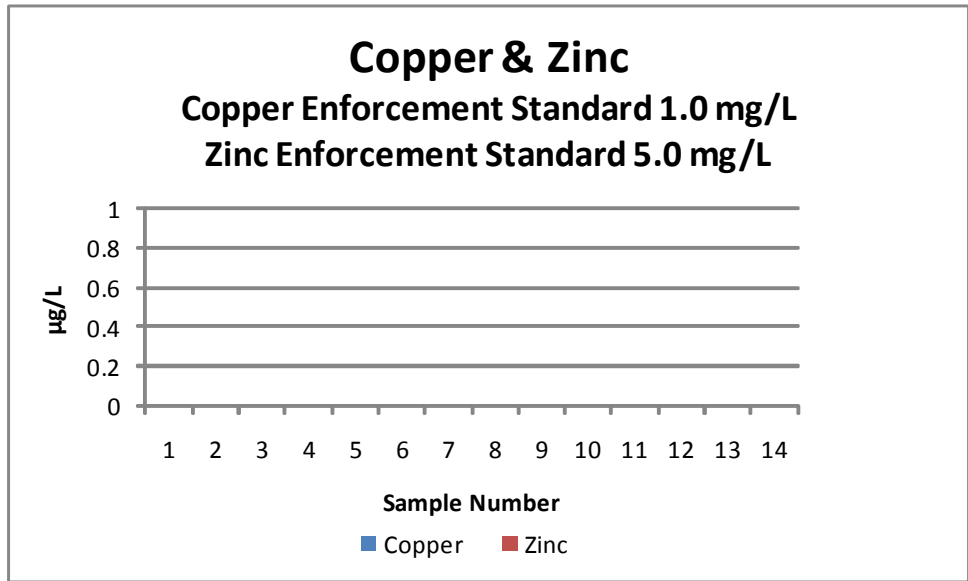 Copper & Zinc
Copper Enforcement Standard 1.0 mg/L
Zinc Enforcement Standard 5.0 mg/L
1
0.8
0.6
0.4
0.2
0
µg/L
1 2 3 4 5 6 7 8 9 10 11 12 13 14
Sample Number
Copper Zinc